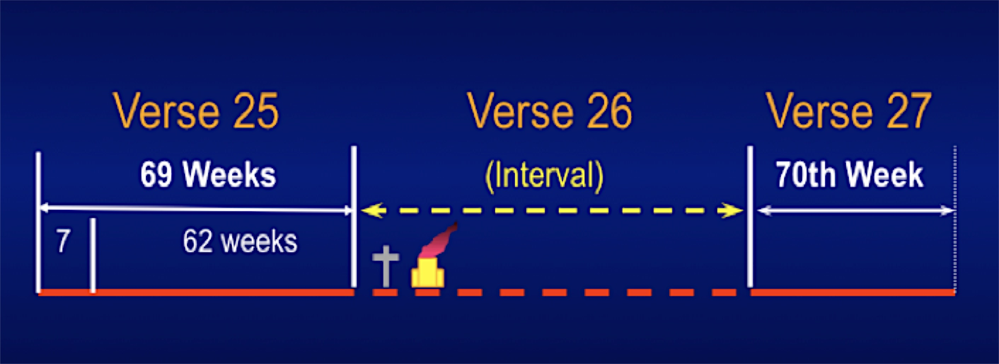 Verse 25
Verse 26
Verse 27
69 Weeks
(Interval)
70th Week
7
62 weeks